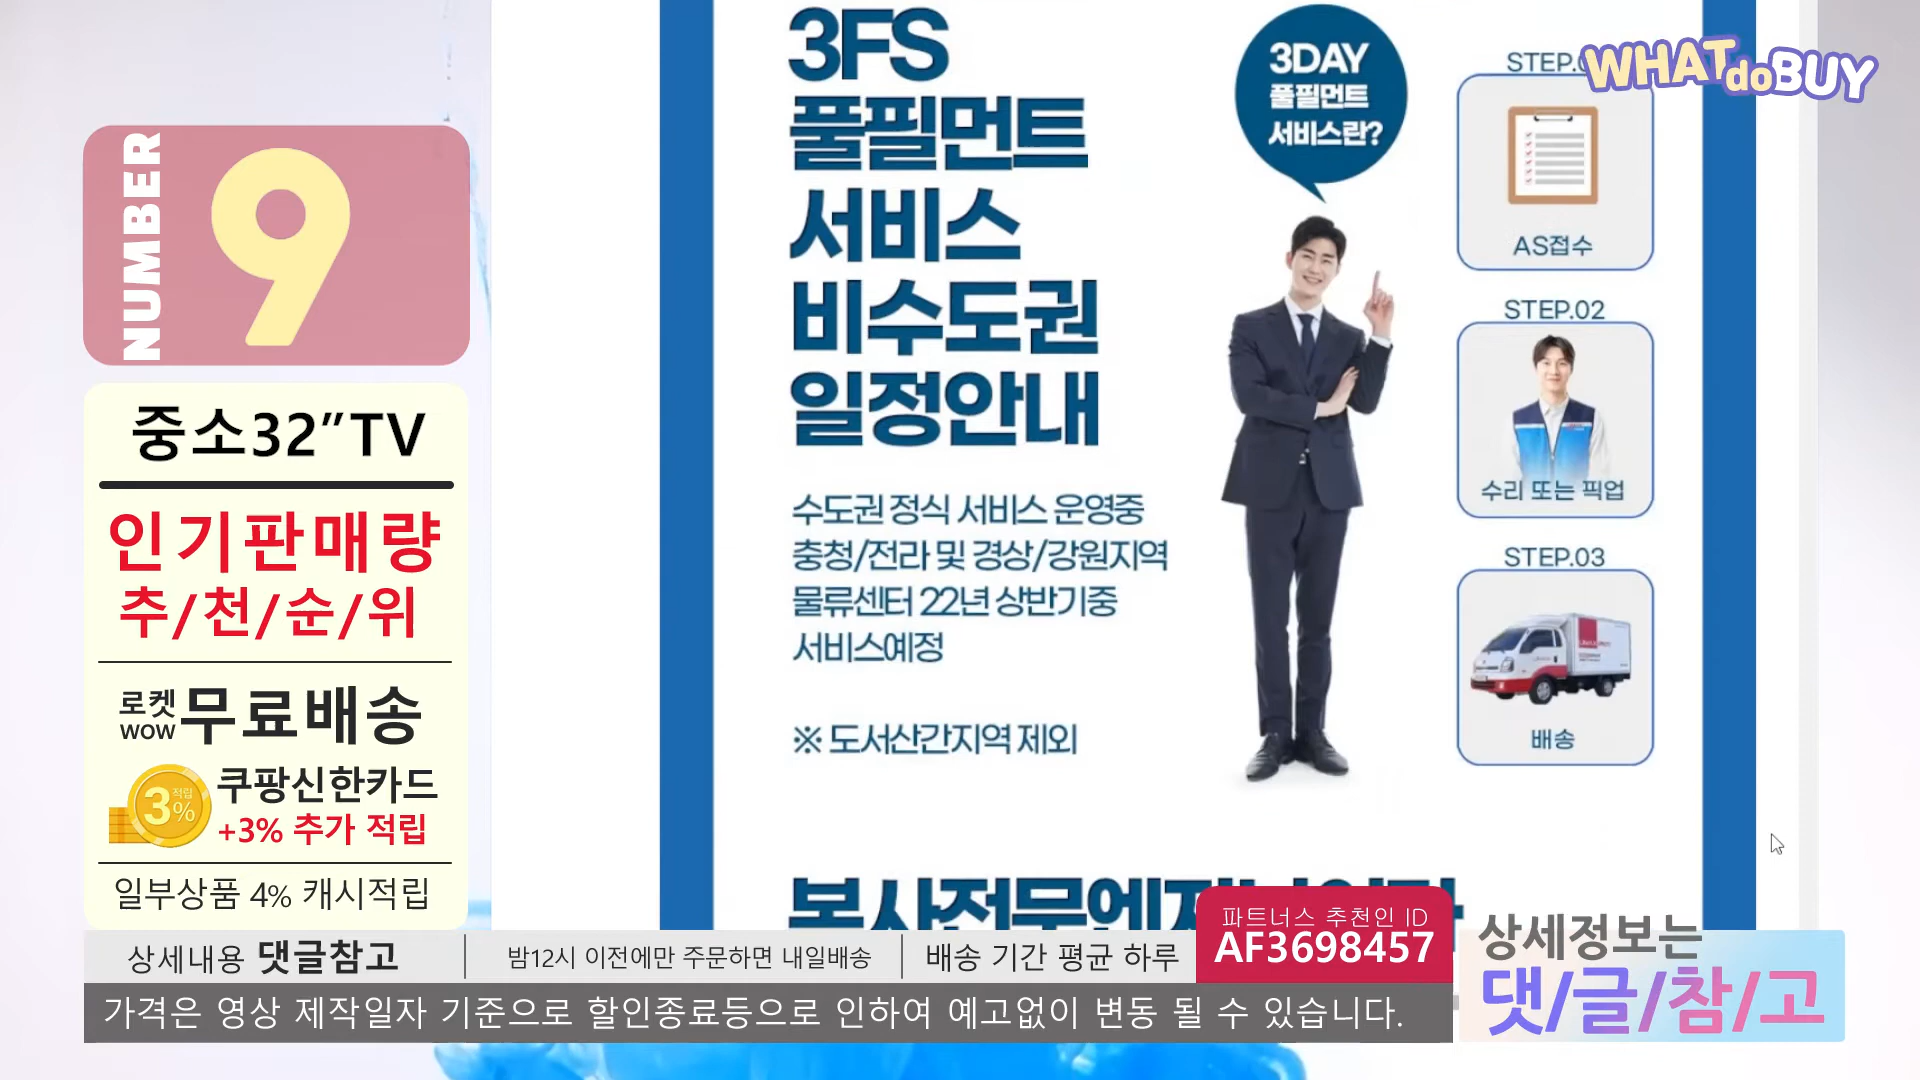 WHAT do BUY
NUMBER 9
중소32"TV
인기판매량
추/천/순/위
로켓 WOW 무료배송
적립 3%
쿠팡신한카드
+3% 추가 적립
일부상품 4% 캐시적립
3FS
풀필먼트
서비스
비수도권
일정안내
수도권 정식 서비스 운영중
충청/전라 및 경상/강원지역
물류센터 22년 상반기중
서비스예정
※ 도서산간지역 제외
3DAY
풀필먼트
서비스란?
AS접수
STEP.02
수리 또는 픽업
STEP.03
배송
상세내용 댓글참고
밤12시 이전에만 주문하면 내일배송
배송 기간 평균 하루
파트너스 추천인 ID
AF3698457
상세정보는
댓/글/참/고
가격은 영상 제작일자 기준으로 할인종료등으로 인하여 예고없이 변동 될 수 있습니다.